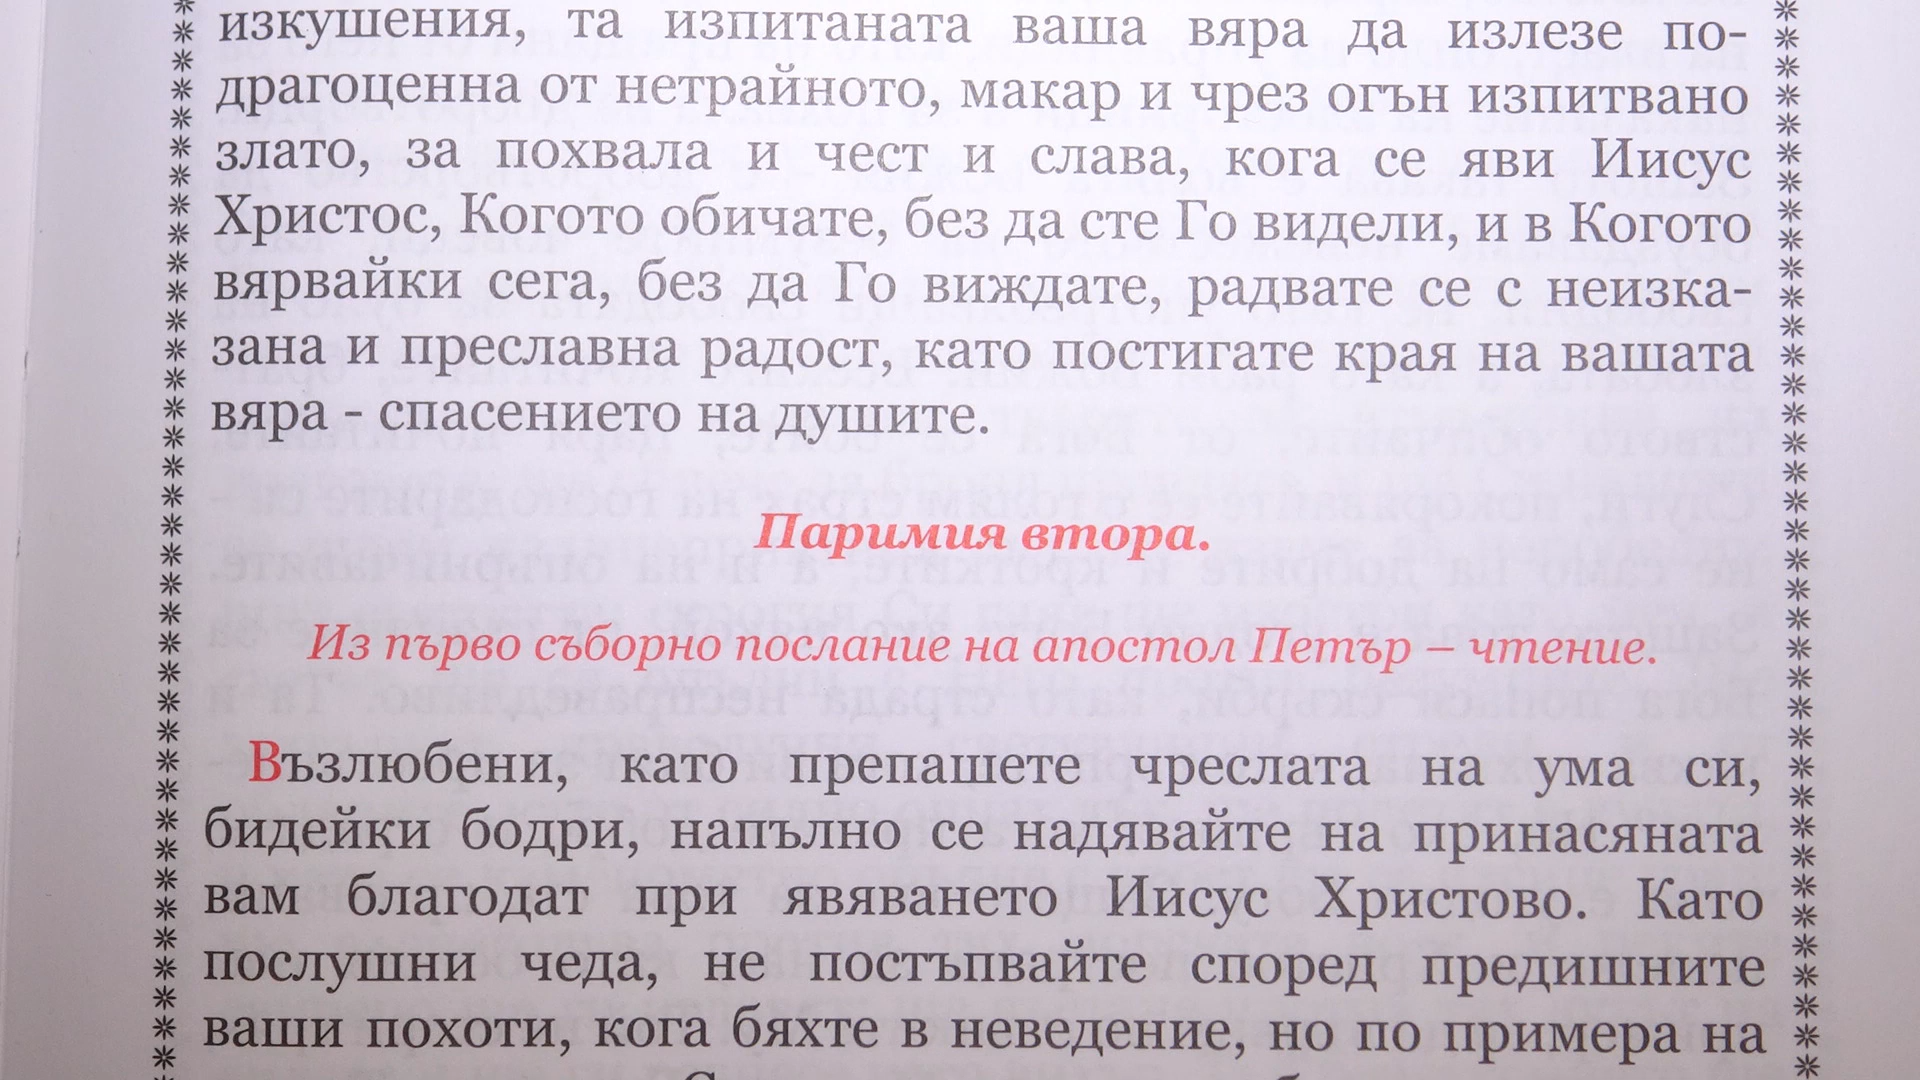 изкушения, та изпитаната ваша вяра да излезе по-
драгоценна от нетрайното, макар и чрез огън изпитвано
злато, за похвала и чест и слава, кога се яви Иисус
Христос, Когото обичате, без да сте Го видели, и в Когото
вярвайки сега, без да Го виждате, радвате се с неизка-
зана и преславна радост, като постигате края на вашата
вяра - спасението на душите.
Паримия втора.
Из първо съборно послание на апостол Петър – чтение.
Възлюбени, като препашете чреслата на ума си,
бидейки бодри, напълно се надявайте на принасяната
вам благодат при явяването Иисус Христово. Като
послушни чеда, не постъпвайте според предишните
ваши похоти, кога бяхте в неведение, но по примера на